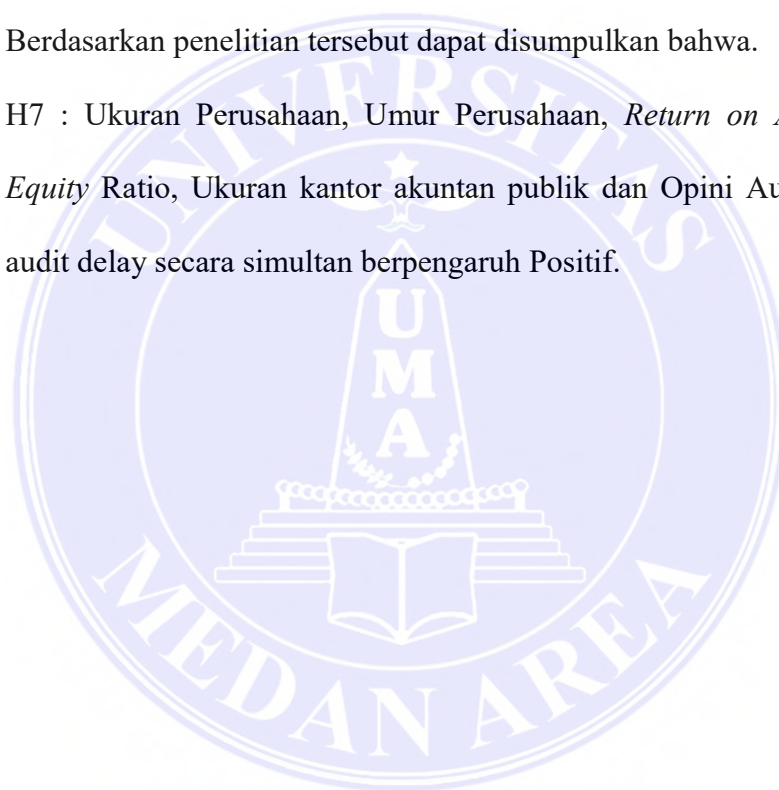 Berdasarkan penelitian tersebut dapat disumpulkan bahwa.
H7 : Ukuran Perusahaan, Umur Perusahaan, Return on
Equity Ratio, Ukuran kantor akuntan publik dan Opini
audit delay secara simultan berpengaruh Positif.
UNIVERSITAS
UMA
MEDAN AREA